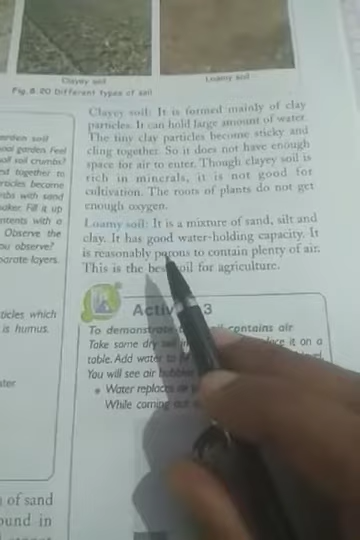 Clayey soil
Loamy soil
Fig. 8.20 Different types of soil
Clayey soil: It is formed mainly of clay
particles. It can hold large amount of water.
The tiny clay particles become sticky and
cling together. So it does not have enough
space for air to enter. Though clayey soil is
rich in minerals, it is not good for
cultivation. The roots of plants do not get
enough oxygen.
Loamy soil: It is a mixture of sand, silt and
clay. It has good water-holding capacity. It
is reasonably porous to contain plenty of air.
This is the best soil for agriculture.
3
To demonstrate soil contains air
Take some dry soil it on a
table. Add water to
You will see air bubble
• Water replaces
While coming out
garden soil
garden. Feel
soil crumbs?
together to
became
with sand
Fill it up
with a
Observe the
observe?
layers.
which
is humus.
of sand
in